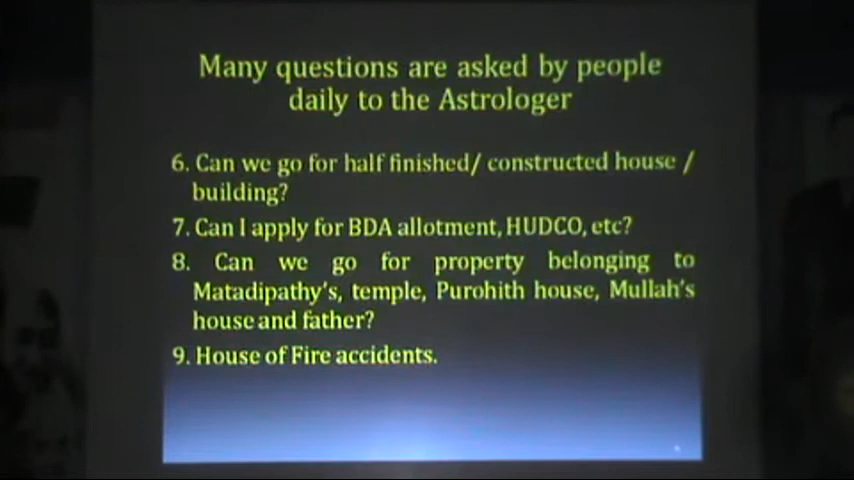 Many questions are asked by people
daily to the Astrologer
6. Can we go for half finished/ constructed house /
building?
7. Can I apply for BDA allotment, HUDCO, etc?
8. Can we go for property belonging to
Matadipathy's, temple, Purohith house, Mullah's
house and father?
9. House of Fire accidents.